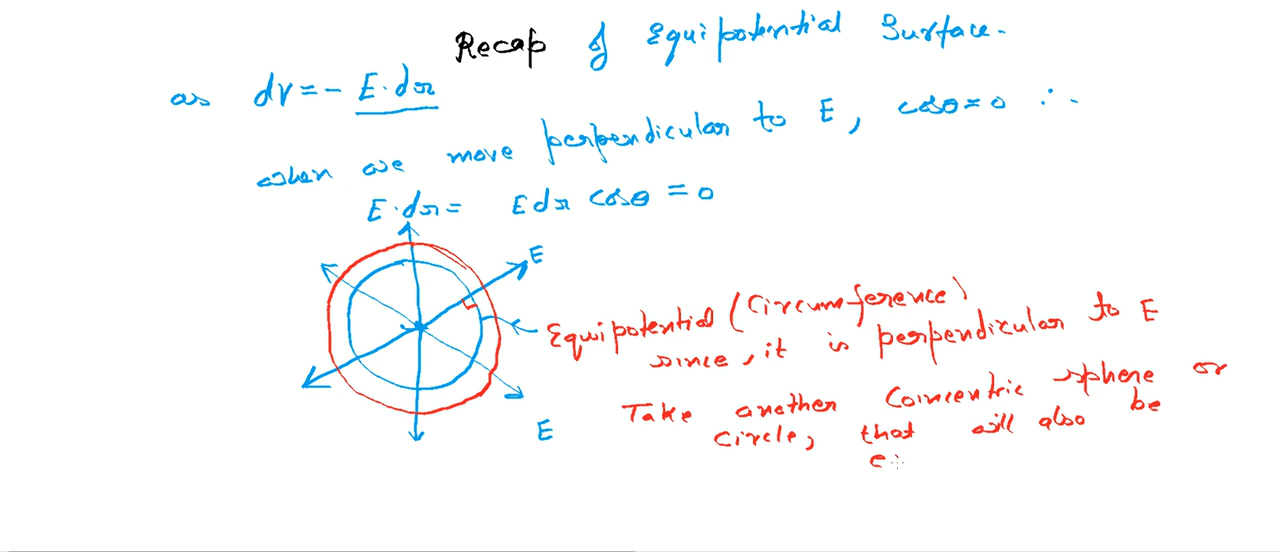 Recap of Equipotential Surface.
as dv = - E.dr
when we move perpendicular to E, cosθ = 0 ∴
E.dr = Edr cosθ = 0
E
Equipotential (Circumference)
since, it is perpendicular to E
Take another Concentric sphere or
circle, that will also be
e
E